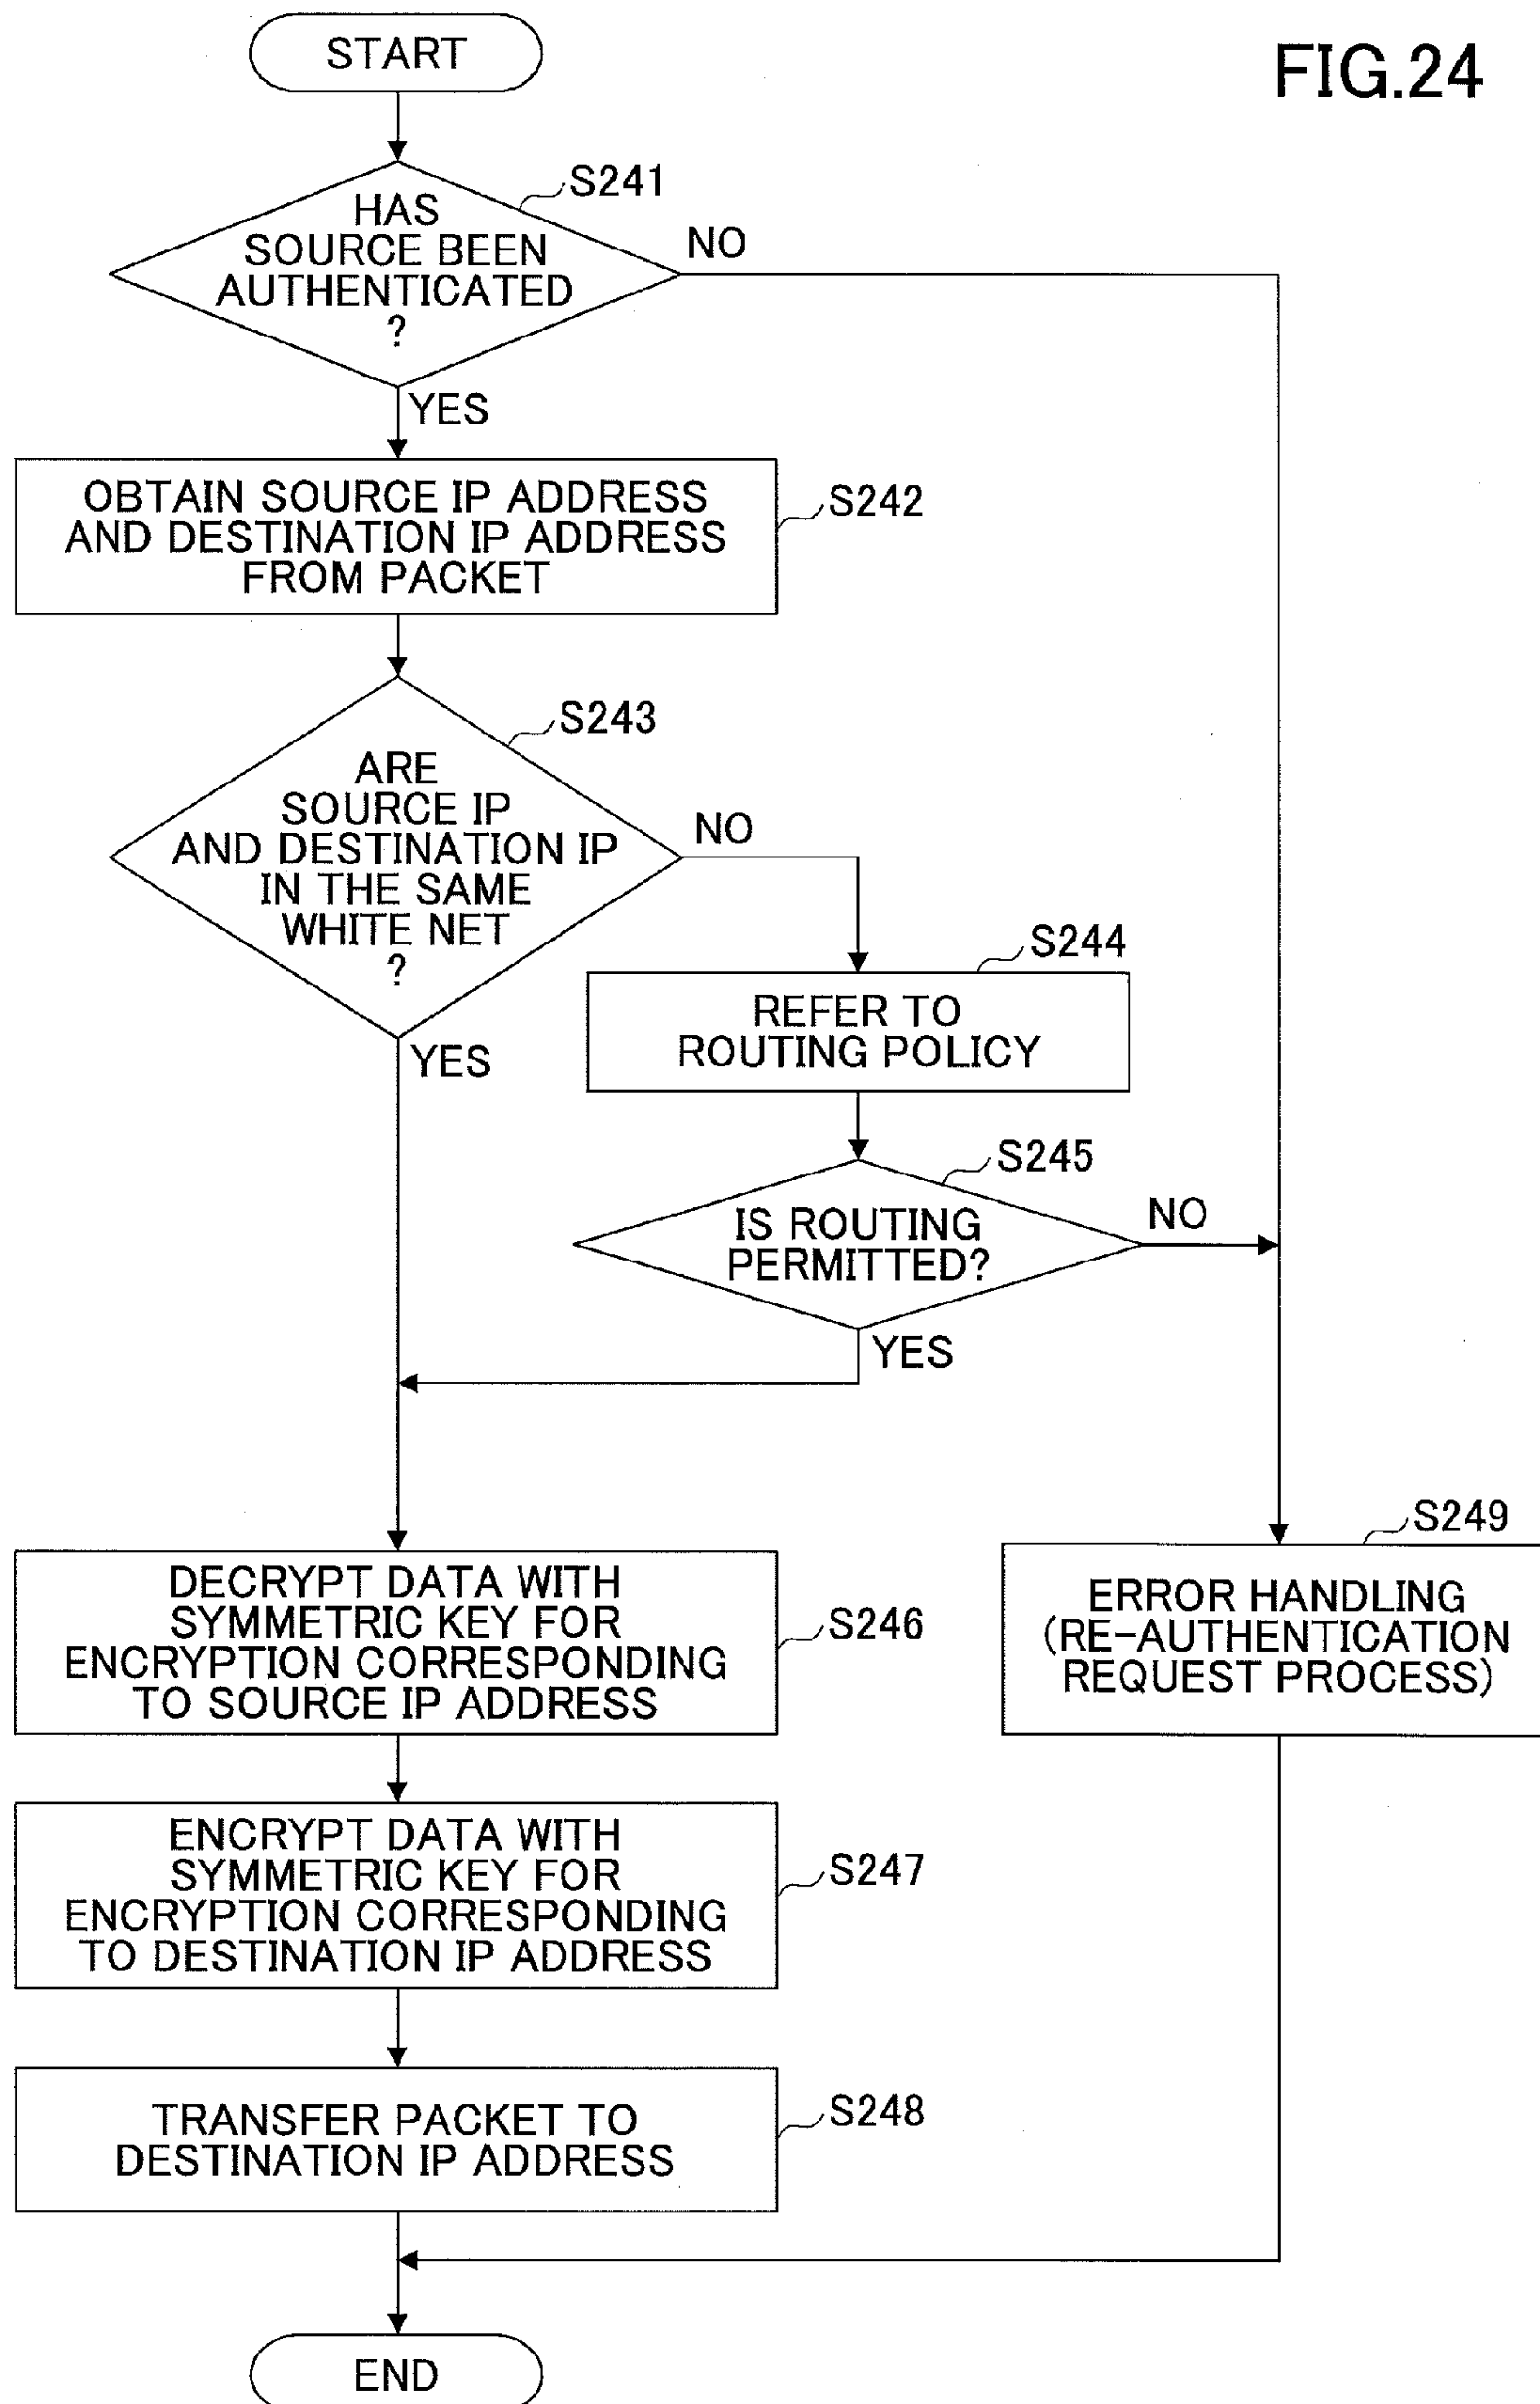 START
FIG.24
S241
HAS
SOURCE BEEN
AUTHENTICATED
?
NO
YES
OBTAIN SOURCE IP ADDRESS
AND DESTINATION IP ADDRESS
FROM PACKET
S242
S243
ARE
SOURCE IP
AND DESTINATION IP
IN THE SAME
WHITE NET
?
NO
YES
S244
REFER TO
ROUTING POLICY
S245
IS ROUTING
PERMITTED?
NO
YES
DECRYPT DATA WITH
SYMMETRIC KEY FOR
ENCRYPTION CORRESPONDING
TO SOURCE IP ADDRESS
S246
S249
ERROR HANDLING
(RE-AUTHENTICATION
REQUEST PROCESS)
ENCRYPT DATA WITH
SYMMETRIC KEY FOR
ENCRYPTION CORRESPONDING
TO DESTINATION IP ADDRESS
S247
TRANSFER PACKET TO
DESTINATION IP ADDRESS
S248
END